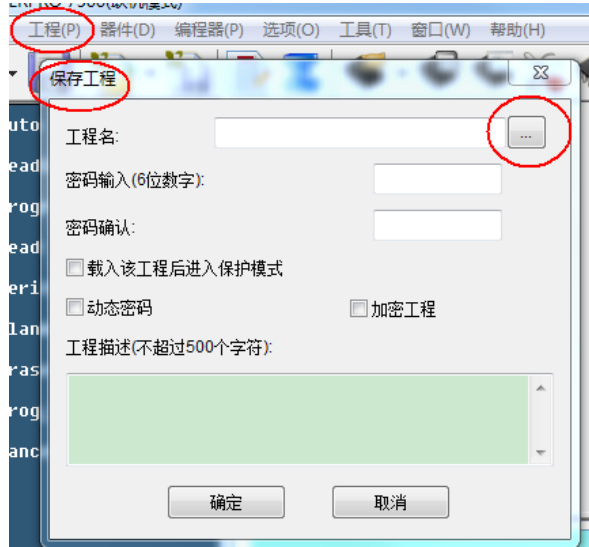 工程(P) 器件(D) 编程器(P) 选项(O) 工具(T) 窗口(W) 帮助(H)
保存工程
工程名:
...
密码输入(6位数字):
密码确认:
载入该工程后进入保护模式
动态密码 加密工程
工程描述(不超过500个字符):
确定 取消